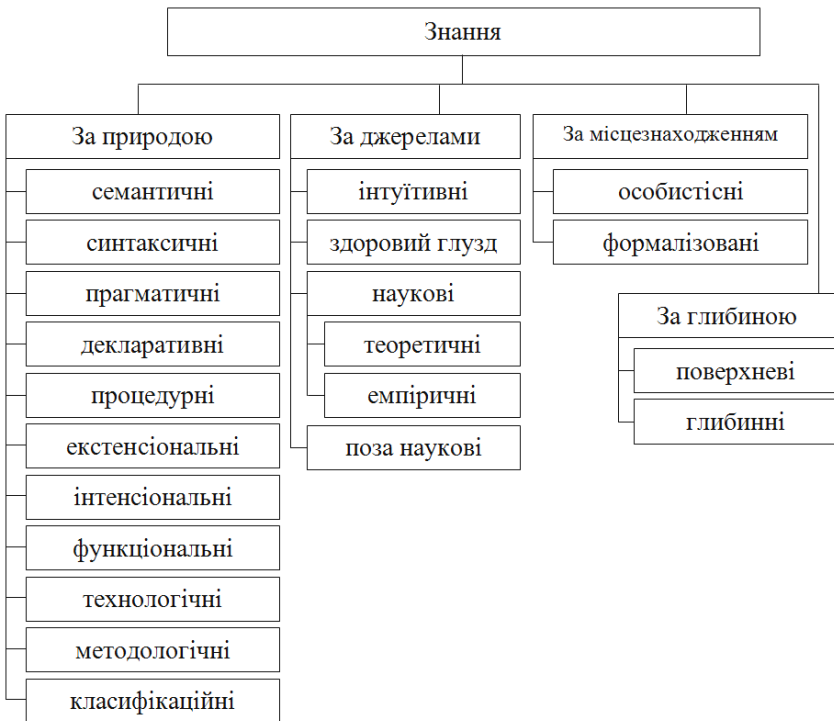 Знання
За природою
семантичні
синтаксичні
прагматичні
декларативні
процедурні
екстенсіональні
інтенсіональні
функціональні
технологічні
методологічні
класифікаційні
За джерелами
інтуїтивні
здоровий глузд
наукові
теоретичні
емпіричні
поза наукові
За місцезнаходженням
особистісні
формалізовані
За глибиною
поверхневі
глибинні